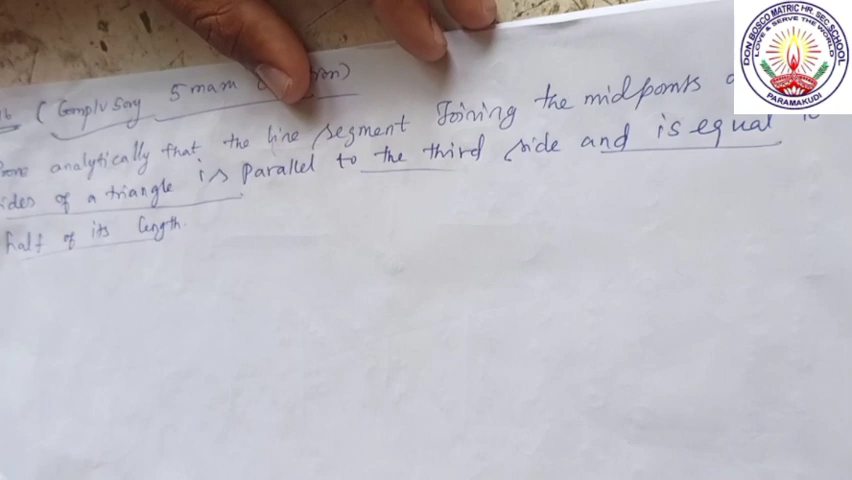 16 (Complusory 5 mark
Prove analytically that the line segment Joining the midpoints
sides of a triangle is parallel to the third side and is equal to
half of its length.
DON BOSCO MATRIC HR. SEC SCHOOL
LOVE & SERVE THE WORLD
PARAMAKUDI